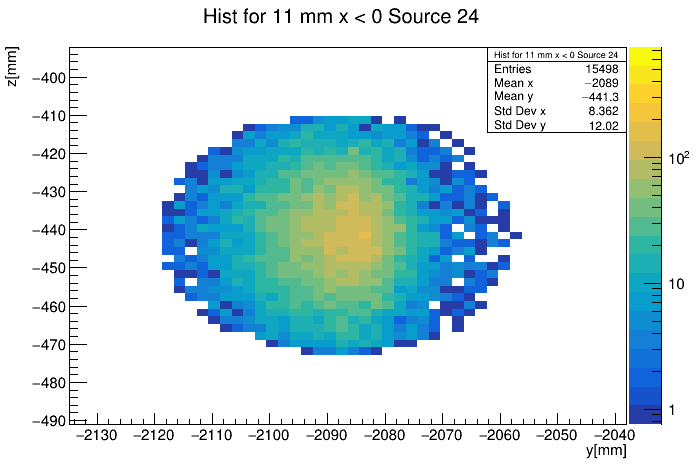 Hist for 11 mm x < 0 Source 24
z[mm]
Hist for 11 mm x < 0 Source 24
Entries 15498
Mean x −2089
Mean y −441.3
Std Dev x 8.362
Std Dev y 12.02
−400
−410
−420
−430
−440
−450
−460
−470
−480
−490
10²
10
1
−2130 −2120 −2110 −2100 −2090 −2080 −2070 −2060 −2050 −2040
y[mm]